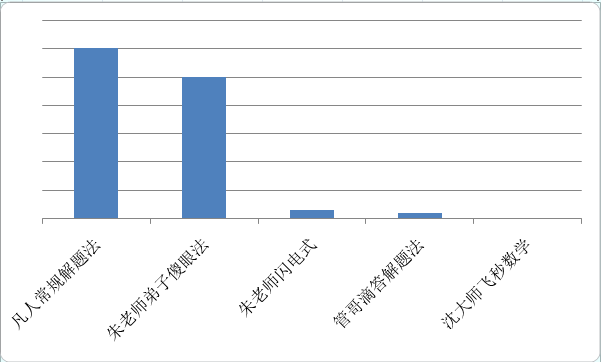 凡人常规解题法
朱老师弟子傻眼法
朱老师闪电式
管哥滴答解题法
沈大师飞秒数学